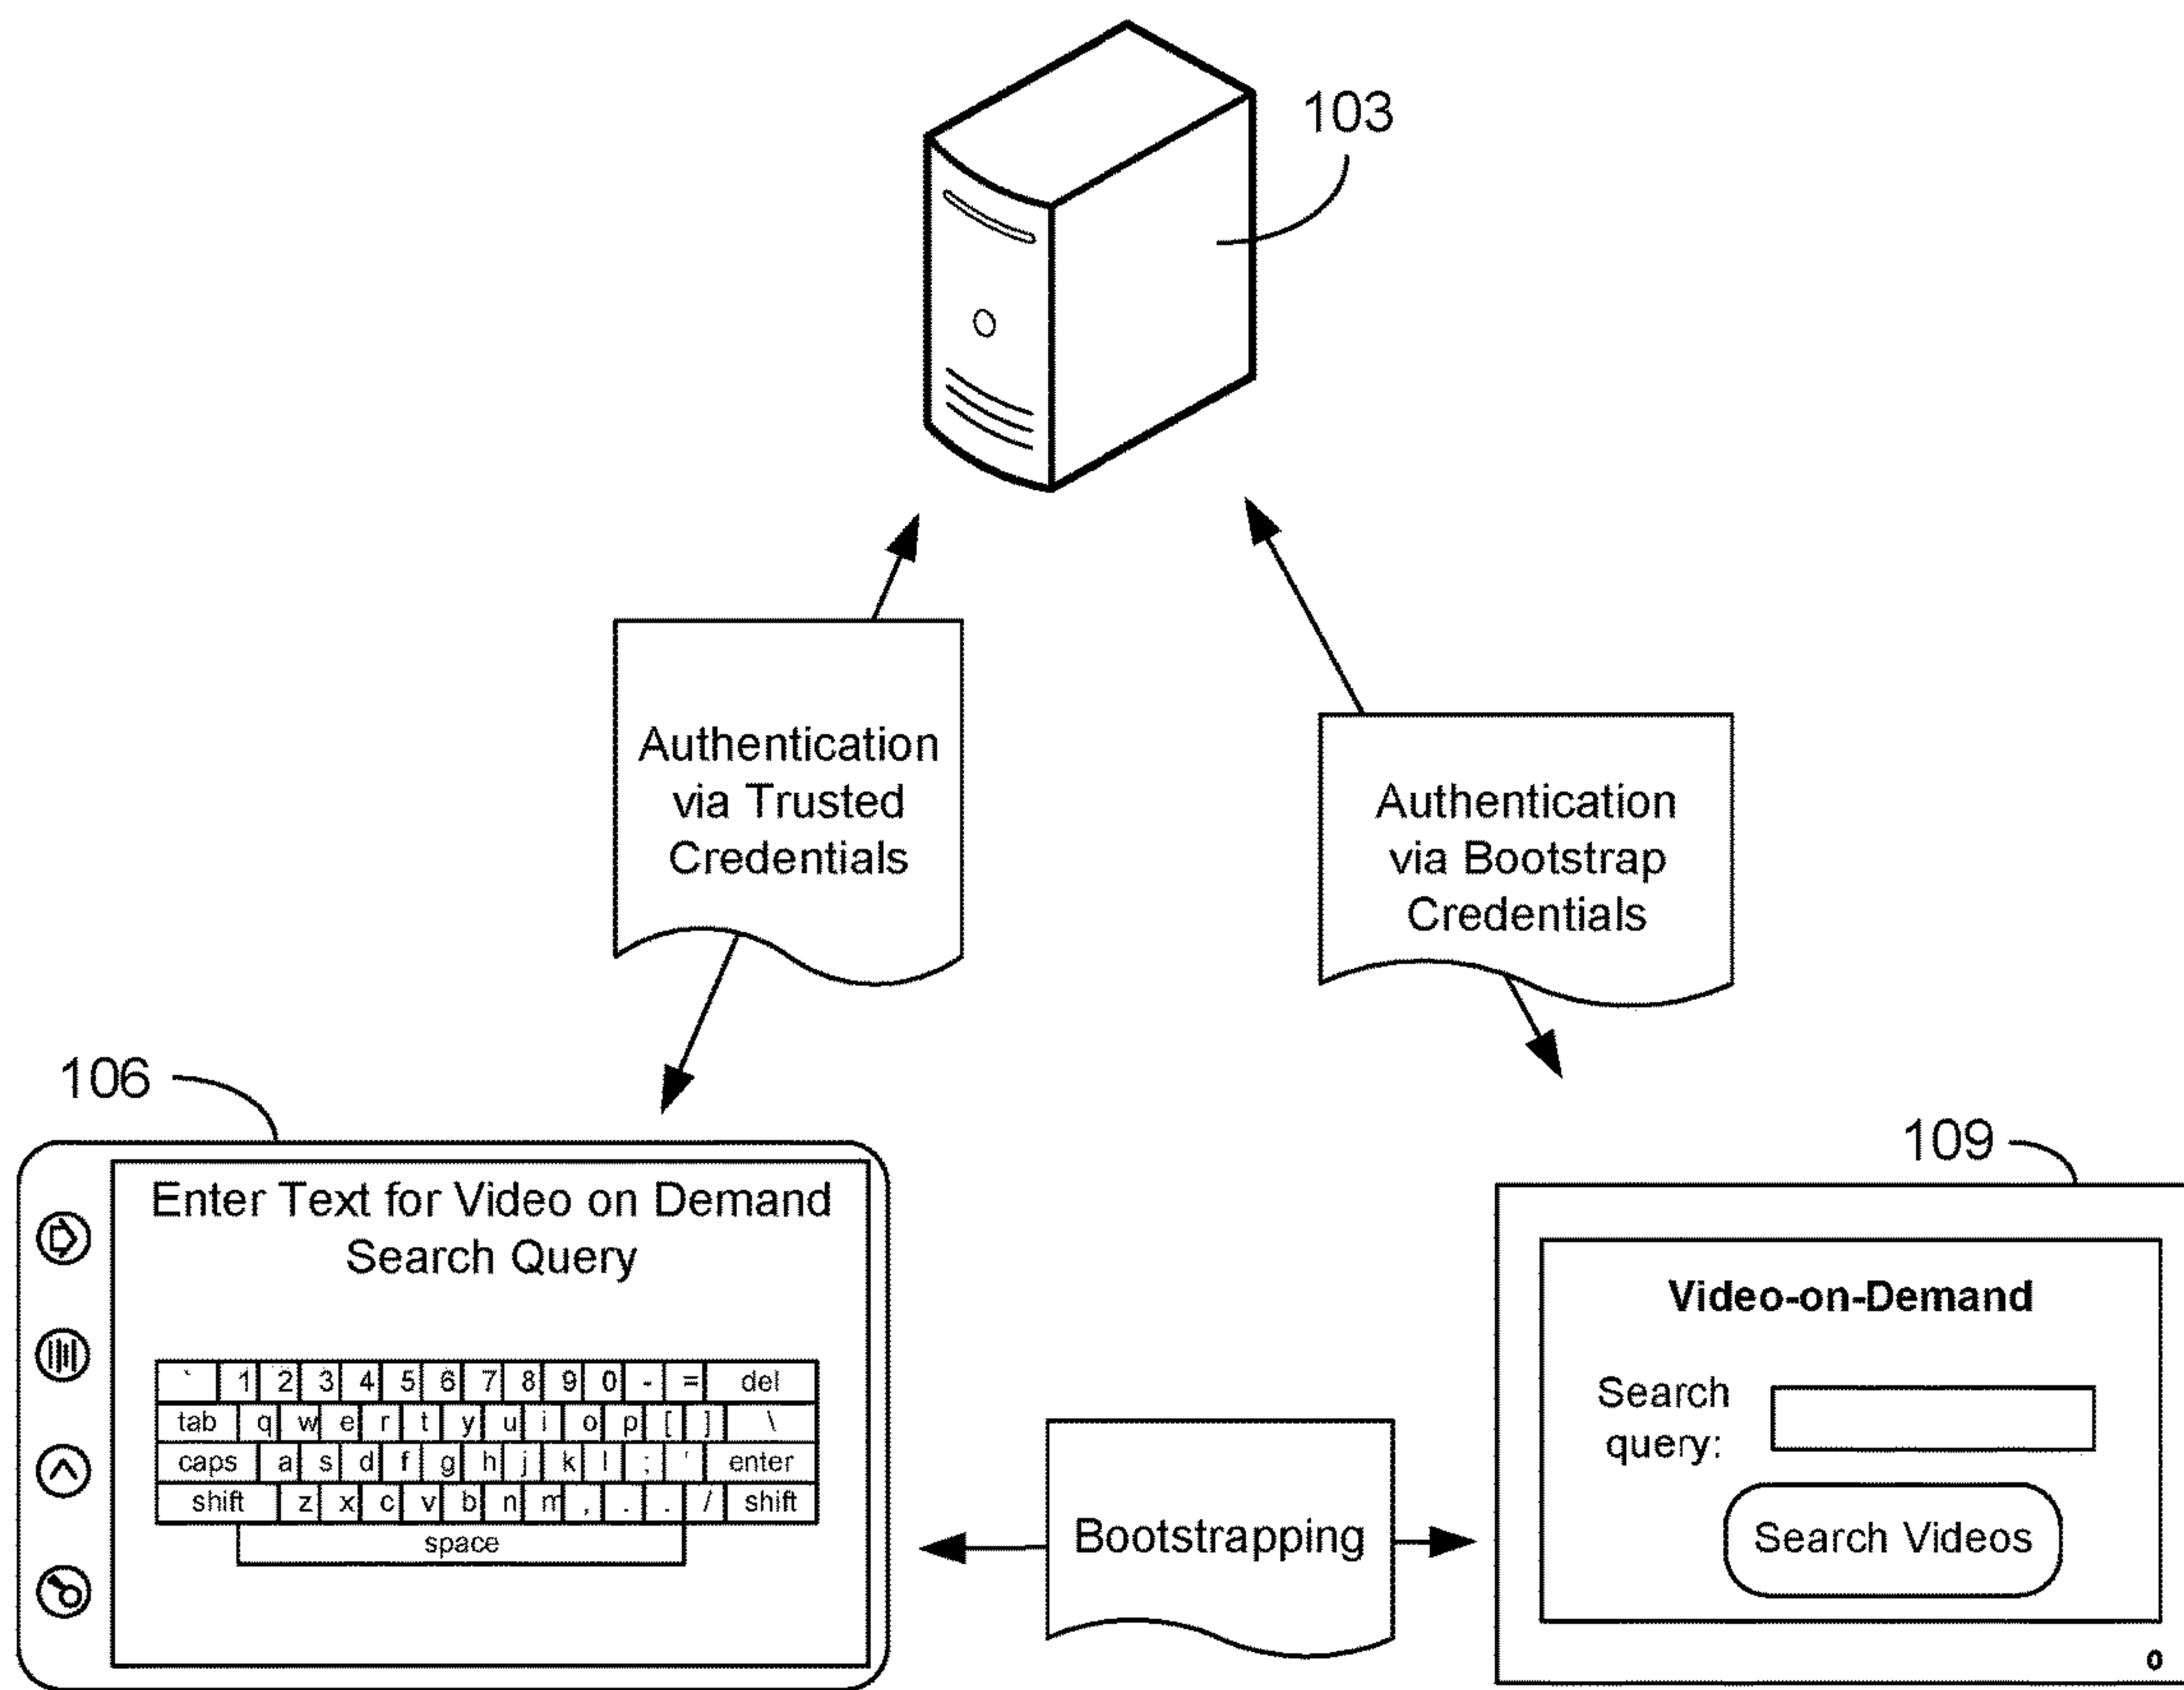 103
Authentication
via Trusted
Credentials
Authentication
via Bootstrap
Credentials
106
Enter Text for Video on Demand
Search Query
` 1 2 3 4 5 6 7 8 9 0 - = del
tab q w e r t y u i o p [ ] \
caps a s d f g h j k l ; ' enter
shift z x c v b n m , . . / shift
space
Bootstrapping
109
Video-on-Demand
Search
query:
Search Videos